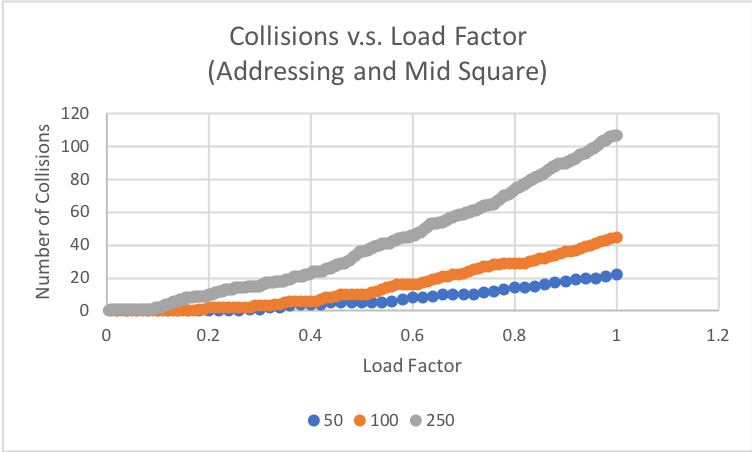 Collisions v.s. Load Factor
(Addressing and Mid Square)
Number of Collisions
120
100
80
60
40
20
0
0 0.2 0.4 0.6 0.8 1 1.2
Load Factor
50 100 250